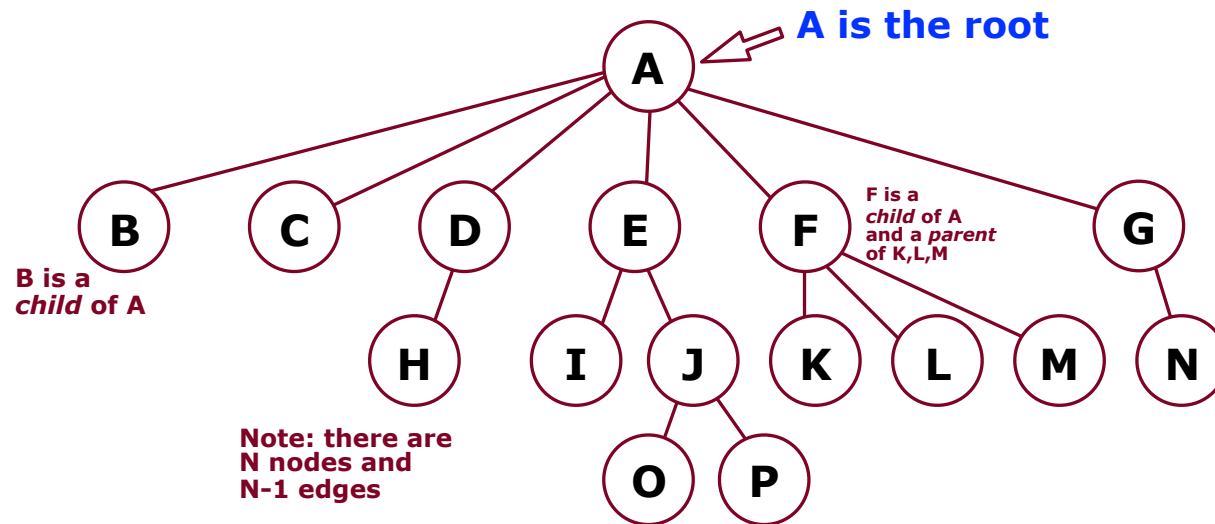 A is the root
A
B
C
D
E
F
F is a
child of A
and a parent
of K,L,M
G
B is a
child of A
H
I
J
K
L
M
N
Note: there are
N nodes and
N-1 edges
O
P